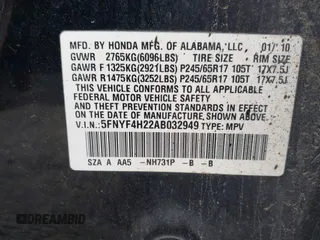 MFD. BY HONDA MFG. OF ALABAMA, LLC 01/10
GVWR 2765KG(6096LBS) TIRE SIZE RIM SIZE
GAWR F 1325KG(2921LBS) P245/65R17 105T 17X7.5J
GAWR R 1475KG(3252LBS) P245/65R17 105T 17X7.5J
THIS VEHICLE CONFORMS TO ALL APPLICABLE
FEDERAL MOTOR VEHICLE SAFETY AND
THEFT PREVENTION STANDARDS IN EFFECT ON
THE DATE OF MANUFACTURE SHOWN ABOVE.
V.I.N.:5FNYF4H22AB032949 TYPE: MPV
SZA A AA5 -NH731P -B -B
DREAMBID